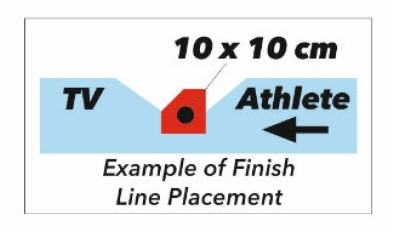 10 x 10 cm
TV
Athlete
Example of Finish
Line Placement